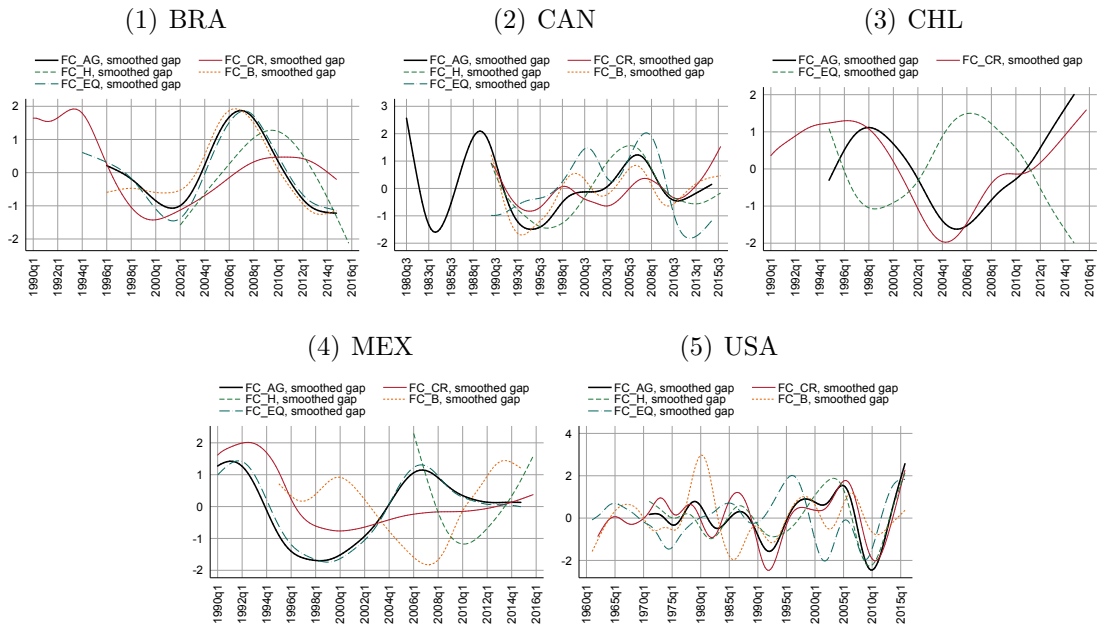 (1) BRA
(2) CAN
(3) CHL
FC_AG, smoothed gap FC_CR, smoothed gap
FC_H, smoothed gap FC_B, smoothed gap
FC_EQ, smoothed gap
2
1
0
-1
-2
1990q1 1992q1 1994q1 1996q1 1998q1 2000q1 2002q1 2004q1 2006q1 2008q1 2010q1 2012q1 2014q1 2016q1
FC_AG, smoothed gap FC_CR, smoothed gap
FC_H, smoothed gap FC_B, smoothed gap
FC_EQ, smoothed gap
3
2
1
0
-1
-2
1980q3 1983q1 1985q3 1988q1 1990q3 1993q1 1995q3 1998q1 2000q3 2003q1 2005q3 2008q1 2010q3 2013q1 2015q3
FC_AG, smoothed gap FC_CR, smoothed gap
FC_EQ, smoothed gap
2
1
0
-1
-2
1990q1 1992q1 1994q1 1996q1 1998q1 2000q1 2002q1 2004q1 2006q1 2008q1 2010q1 2012q1 2014q1 2016q1
(4) MEX
(5) USA
FC_AG, smoothed gap FC_CR, smoothed gap
FC_H, smoothed gap FC_B, smoothed gap
FC_EQ, smoothed gap
2
1
0
-1
-2
1990q1 1992q1 1994q1 1996q1 1998q1 2000q1 2002q1 2004q1 2006q1 2008q1 2010q1 2012q1 2014q1 2016q1
FC_AG, smoothed gap FC_CR, smoothed gap
FC_H, smoothed gap FC_B, smoothed gap
FC_EQ, smoothed gap
4
2
0
-2
1960q1 1965q1 1970q1 1975q1 1980q1 1985q1 1990q1 1995q1 2000q1 2005q1 2010q1 2015q1